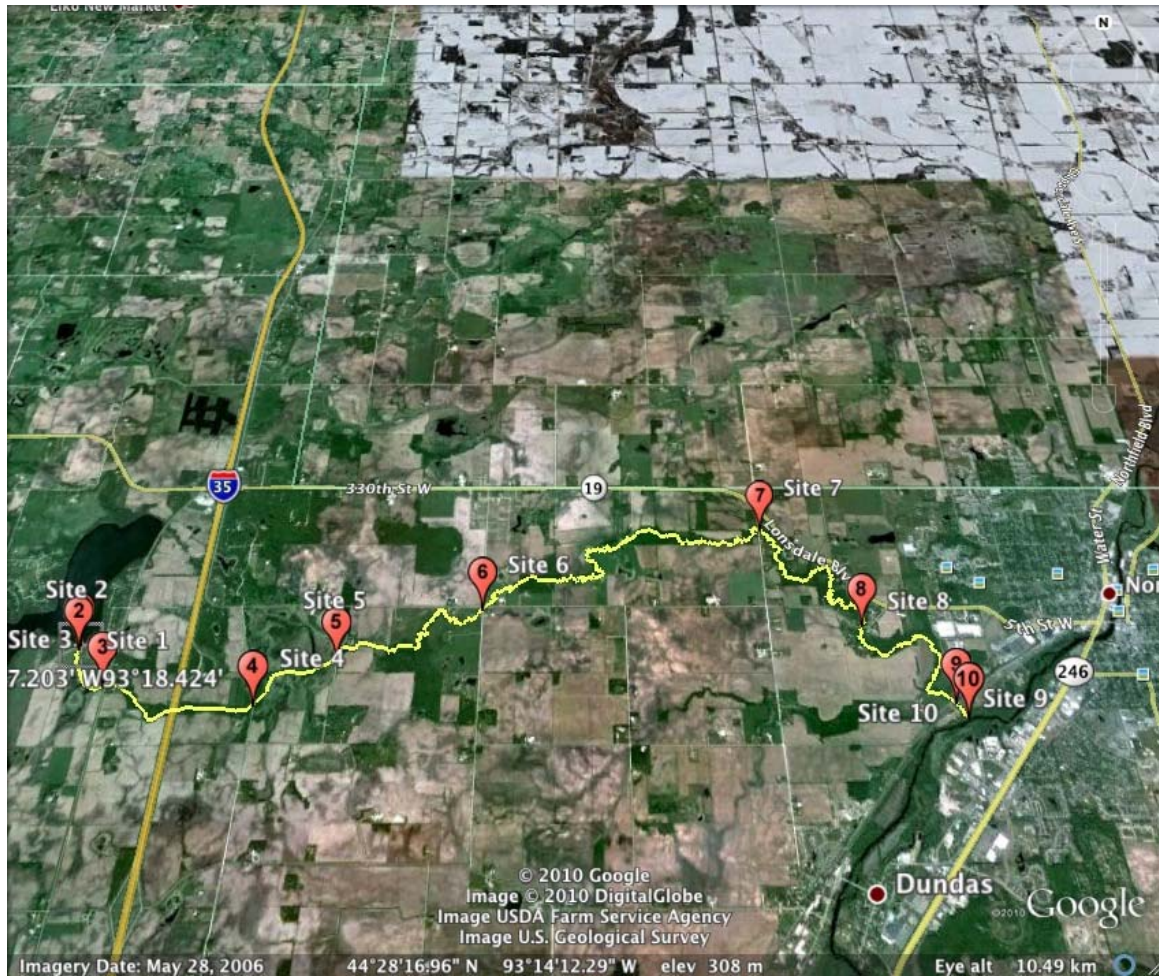 Elko New Market
N
330th St W
35
19
7
Site 7
Lonsdale Blvd
Northfield Blvd
Water St
6
Site 6
8
Site 8
Site 2
2
Site 5
5
Site 3
Site 1
3
Nor
5th St W
246
7.203' W93°18.424'
4
Site 4
9
10
Site 9
Site 10
Dundas
© 2010 Google
Image © 2010 DigitalGlobe
Image USDA Farm Service Agency
Image U.S. Geological Survey
©2010 Google
Imagery Date: May 28, 2006
44°28'16.96" N 93°14'12.29" W elev 308 m
Eye alt 10.49 km